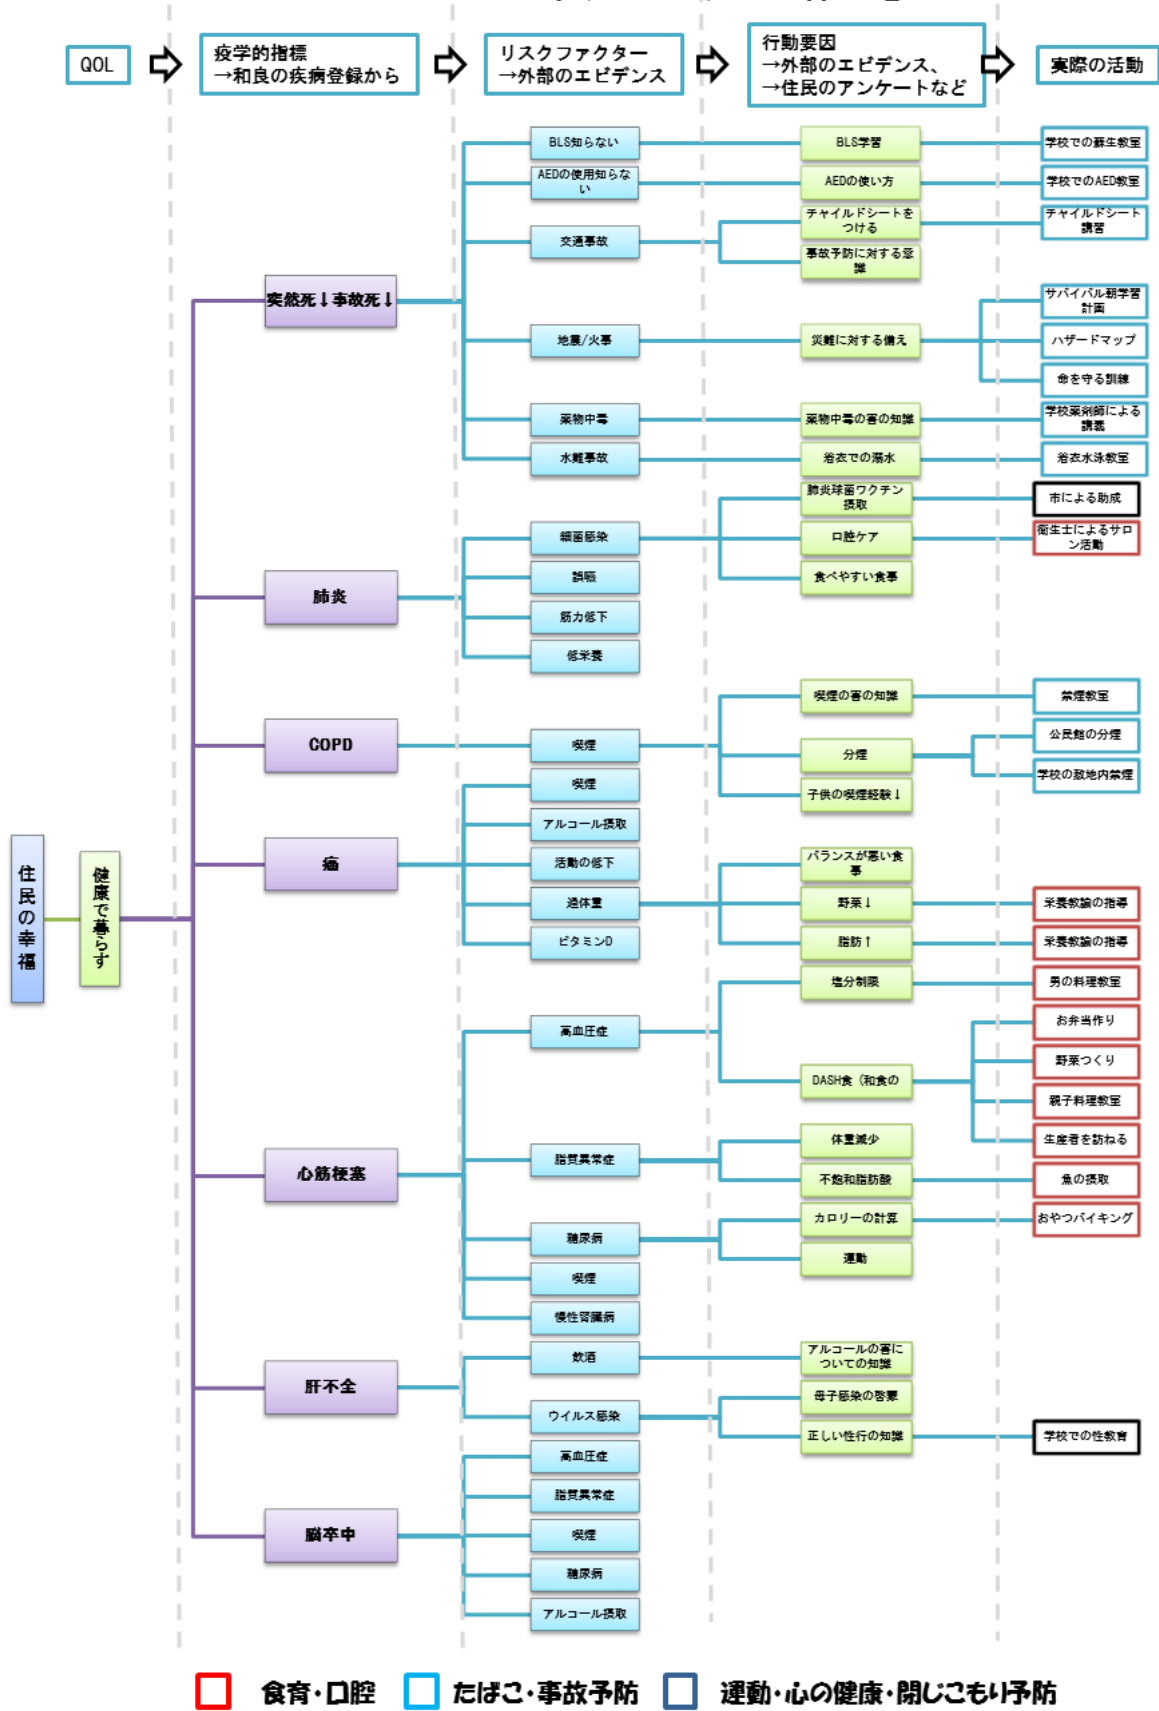 QOL
疫学的指標
→和良の疾病登録から
リスクファクター
→外部のエビデンス
行動要因
→外部のエビデンス、
→住民のアンケートなど
実際の活動
住民の幸福
健康で暮らす
突然死↓事故死↓
BLS知らない
BLS学習
学校での蘇生教室
AEDの使用知らな
い
AEDの使い方
学校でのAED教室
交通事故
チャイルドシートを
つける
チャイルドシート
講習
事故予防に対する意
識
地震/火事
災難に対する備え
サバイバル朝学習
計画
ハザードマップ
命を守る訓練
薬物中毒
薬物中毒の害の知識
学校薬剤師による
講義
水難事故
浴衣での溺水
浴衣水泳教室
肺炎
細菌感染
肺炎球菌ワクチン
摂取
市による助成
口腔ケア
衛生士によるサロ
ン活動
食べやすい食事
誤嚥
筋力低下
低栄養
COPD
喫煙
喫煙の害の知識
禁煙教室
分煙
公民館の分煙
学校の敷地内禁煙
子供の喫煙経験↓
癌
喫煙
アルコール摂取
活動の低下
過体重
バランスが悪い食
事
野菜↓
栄養教諭の指導
脂肪↑
栄養教諭の指導
ビタミンD
心筋梗塞
高血圧症
塩分制限
男の料理教室
DASH食（和食の
お弁当作り
野菜つくり
親子料理教室
生産者を訪ねる
脂質異常症
体重減少
不飽和脂肪酸
魚の摂取
糖尿病
カロリーの計算
おやつバイキング
運動
喫煙
慢性腎臓病
肝不全
飲酒
アルコールの害に
ついての知識
ウイルス感染
母子感染の啓蒙
正しい性行の知識
学校での性教育
脳卒中
高血圧症
脂質異常症
喫煙
糖尿病
アルコール摂取
食育・口腔
たばこ・事故予防
運動・心の健康・閉じこもり予防